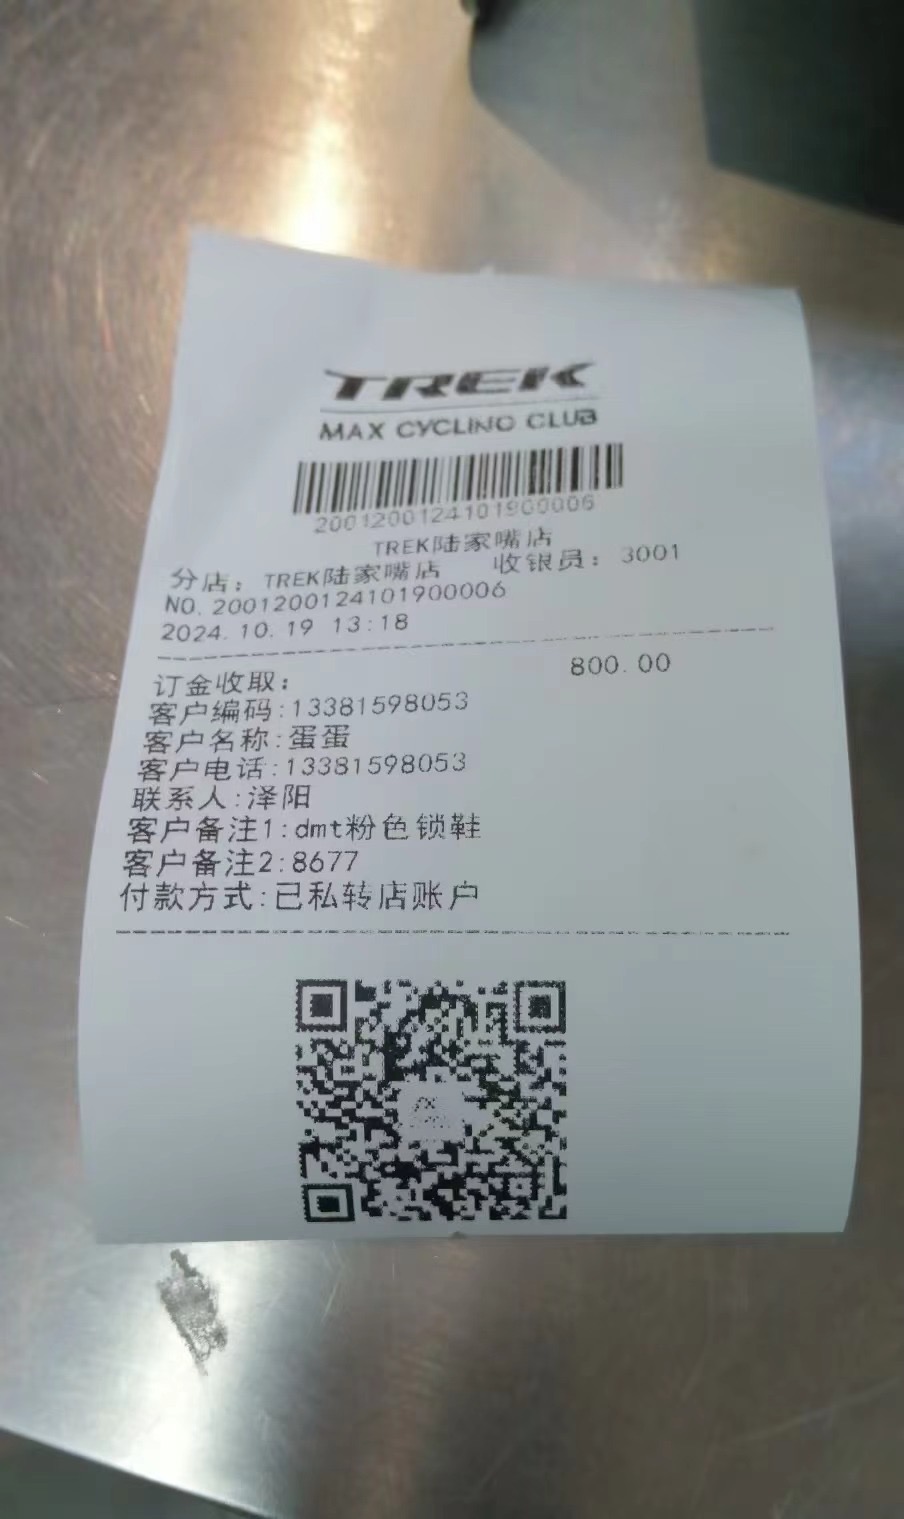 TREK
MAX CYCLING CLUB
2001200124101900006
TREK陆家嘴店
分店：TREK陆家嘴店 收银员：3001
NO.2001200124101900006
2024.10.19 13:18
订金收取： 800.00
客户编码:13381598053
客户名称:蛋蛋
客户电话:13381598053
联系人:泽阳
客户备注1:dmt粉色锁鞋
客户备注2:8677
付款方式:已私转店账户